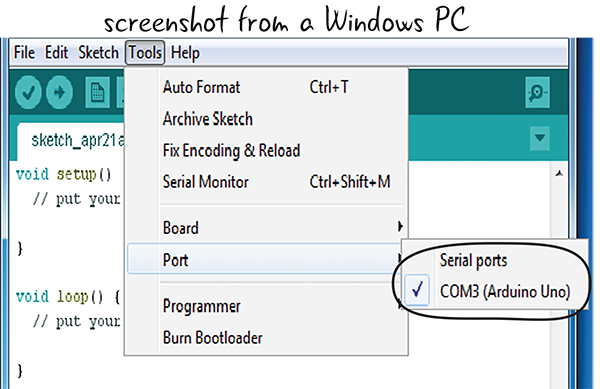 screenshot from a Windows PC
File Edit Sketch Tools Help
Auto Format Ctrl+T
Archive Sketch
sketch_apr21a
Fix Encoding & Reload
void setup()
Serial Monitor Ctrl+Shift+M
// put your
Board
}
Port
Serial ports
COM3 (Arduino Uno)
void loop() {
Programmer
// put your
Burn Bootloader
}